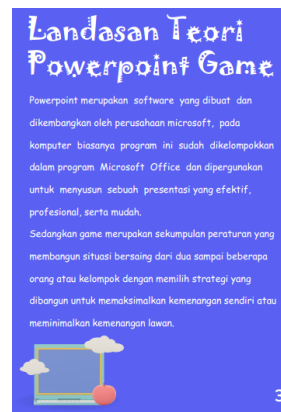 Landasan Teori
Powerpoint Game
Powerpoint merupakan software yang dibuat dan
dikembangkan oleh perusahaan microsoft, pada
komputer biasanya program ini sudah dikelompokkan
dalam program Microsoft Office dan dipergunakan
untuk menyusun sebuah presentasi yang efektif,
profesional, serta mudah.
Sedangkan game merupakan sekumpulan peraturan yang
membangun situasi bersaing dari dua sampai beberapa
orang atau kelompok dengan memilih strategi yang
dibangun untuk memaksimalkan kemenangan sendiri atau
meminimalkan kemenangan lawan.
3